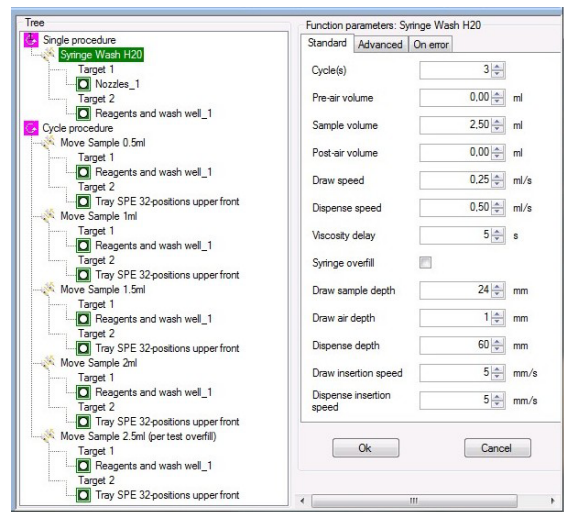 Tree
Single procedure
Syringe Wash H20
Target 1
Nozzles_1
Target 2
Reagents and wash well_1
Cycle procedure
Move Sample 0.5ml
Target 1
Reagents and wash well_1
Target 2
Tray SPE 32-positions upper front
Move Sample 1ml
Target 1
Reagents and wash well_1
Target 2
Tray SPE 32-positions upper front
Move Sample 1.5ml
Target 1
Reagents and wash well_1
Target 2
Tray SPE 32-positions upper front
Move Sample 2ml
Target 1
Reagents and wash well_1
Target 2
Tray SPE 32-positions upper front
Move Sample 2.5ml (per test overfill)
Target 1
Reagents and wash well_1
Target 2
Tray SPE 32-positions upper front
Function parameters: Syringe Wash H20
Standard Advanced On error
Cycle(s) 3
Pre-air volume 0,00 ml
Sample volume 2,50 ml
Post-air volume 0,00 ml
Draw speed 0,25 ml/s
Dispense speed 0,50 ml/s
Viscosity delay 5 s
Syringe overfill
Draw sample depth 24 mm
Draw air depth 1 mm
Dispense depth 60 mm
Draw insertion speed 5 mm/s
Dispense insertion
speed 5 mm/s
Ok Cancel